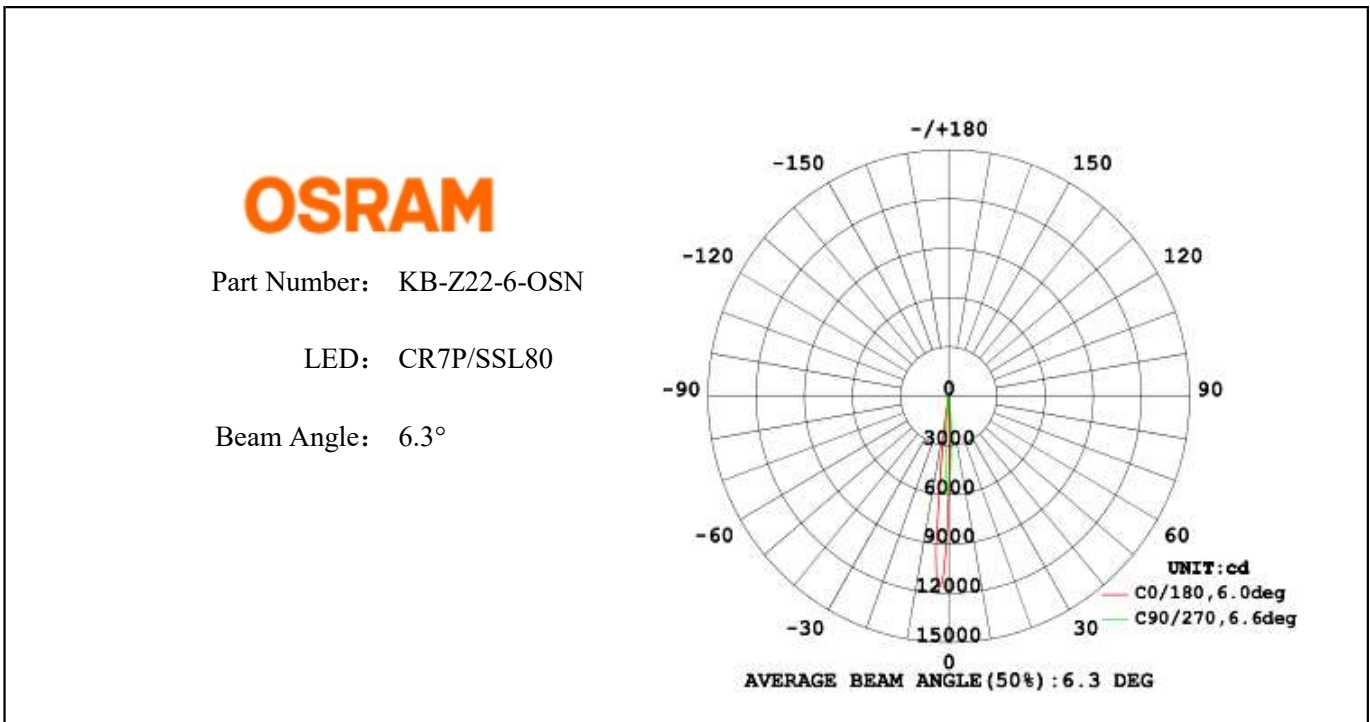 OSRAM
Part Number： KB-Z22-6-OSN
LED： CR7P/SSL80
Beam Angle： 6.3°
-/+180
-150
150
-120
120
-90
0
90
3000
6000
-60
9000
60
UNIT:cd
12000
C0/180,6.0deg
C90/270,6.6deg
-30
15000
30
0
AVERAGE BEAM ANGLE(50%):6.3 DEG